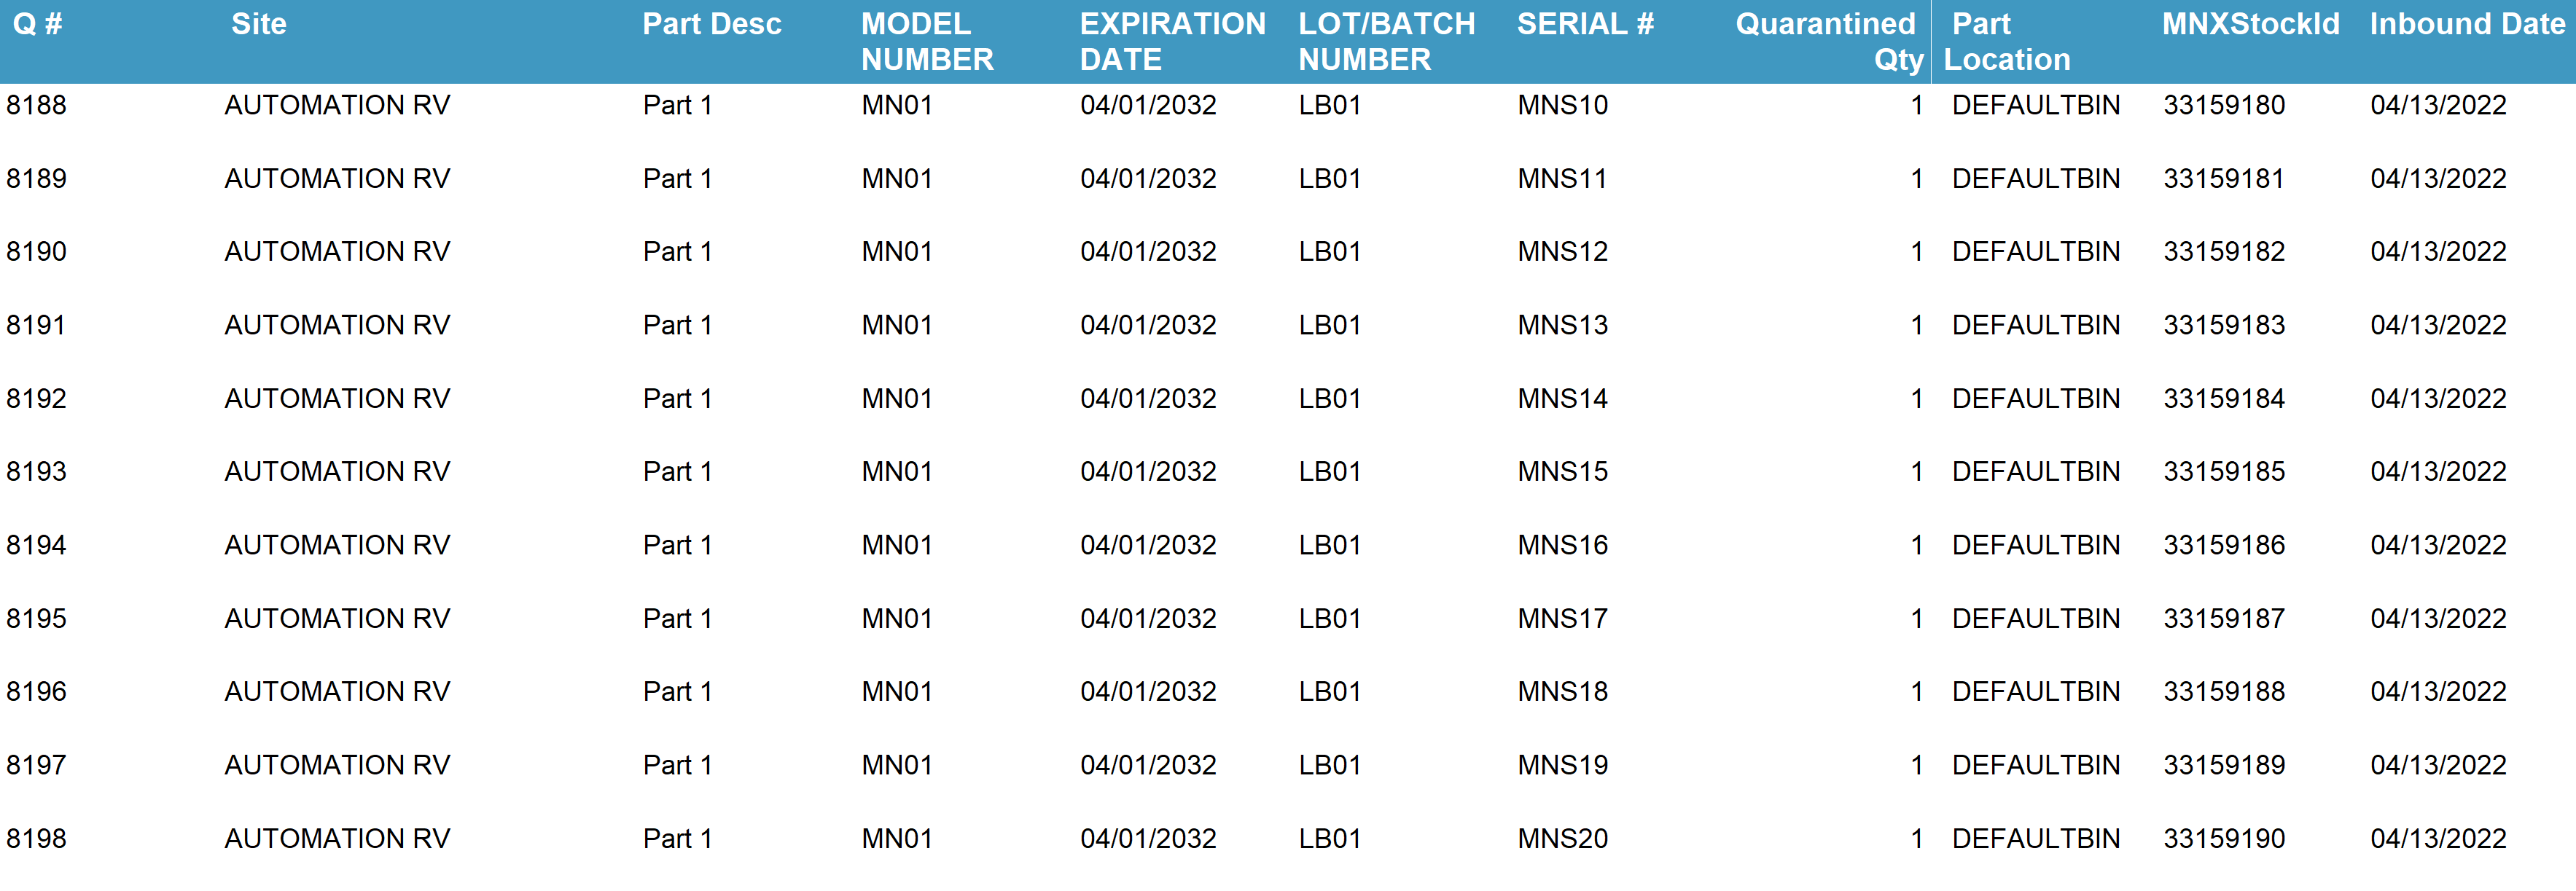 Q # Site Part Desc MODEL NUMBER EXPIRATION DATE LOT/BATCH NUMBER SERIAL # Quarantined Qty Part Location MNXStockId Inbound Date
8188 AUTOMATION RV Part 1 MN01 04/01/2032 LB01 MNS10 1 DEFAULTBIN 33159180 04/13/2022
8189 AUTOMATION RV Part 1 MN01 04/01/2032 LB01 MNS11 1 DEFAULTBIN 33159181 04/13/2022
8190 AUTOMATION RV Part 1 MN01 04/01/2032 LB01 MNS12 1 DEFAULTBIN 33159182 04/13/2022
8191 AUTOMATION RV Part 1 MN01 04/01/2032 LB01 MNS13 1 DEFAULTBIN 33159183 04/13/2022
8192 AUTOMATION RV Part 1 MN01 04/01/2032 LB01 MNS14 1 DEFAULTBIN 33159184 04/13/2022
8193 AUTOMATION RV Part 1 MN01 04/01/2032 LB01 MNS15 1 DEFAULTBIN 33159185 04/13/2022
8194 AUTOMATION RV Part 1 MN01 04/01/2032 LB01 MNS16 1 DEFAULTBIN 33159186 04/13/2022
8195 AUTOMATION RV Part 1 MN01 04/01/2032 LB01 MNS17 1 DEFAULTBIN 33159187 04/13/2022
8196 AUTOMATION RV Part 1 MN01 04/01/2032 LB01 MNS18 1 DEFAULTBIN 33159188 04/13/2022
8197 AUTOMATION RV Part 1 MN01 04/01/2032 LB01 MNS19 1 DEFAULTBIN 33159189 04/13/2022
8198 AUTOMATION RV Part 1 MN01 04/01/2032 LB01 MNS20 1 DEFAULTBIN 33159190 04/13/2022